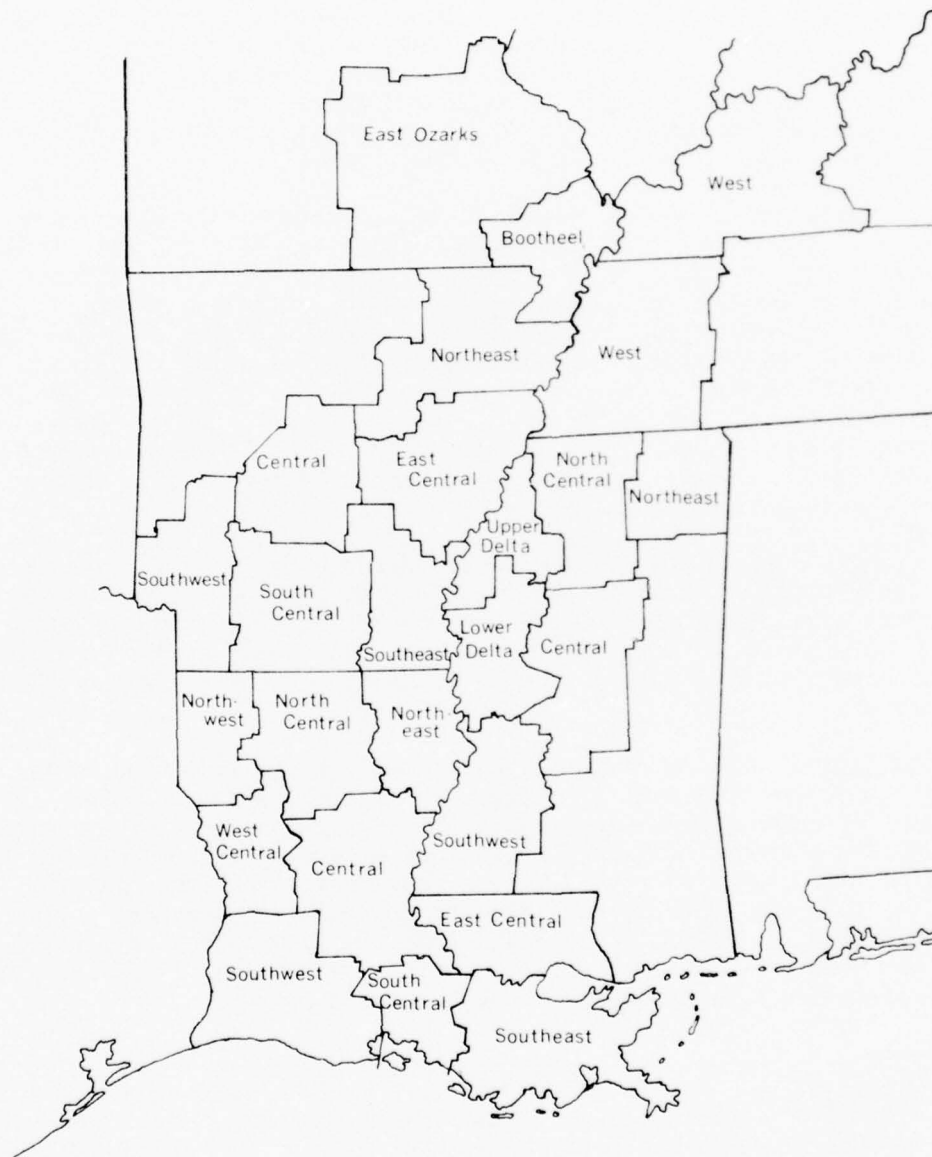 East Ozarks
West
Bootheel
Northeast
West
Central
East
Central
North
Central
Northeast
Upper
Delta
Southwest
South
Central
Lower
Delta
Southeast
Central
North-
west
North
Central
North-
east
West
Central
Central
Southwest
East Central
Southwest
South
Central
Southeast